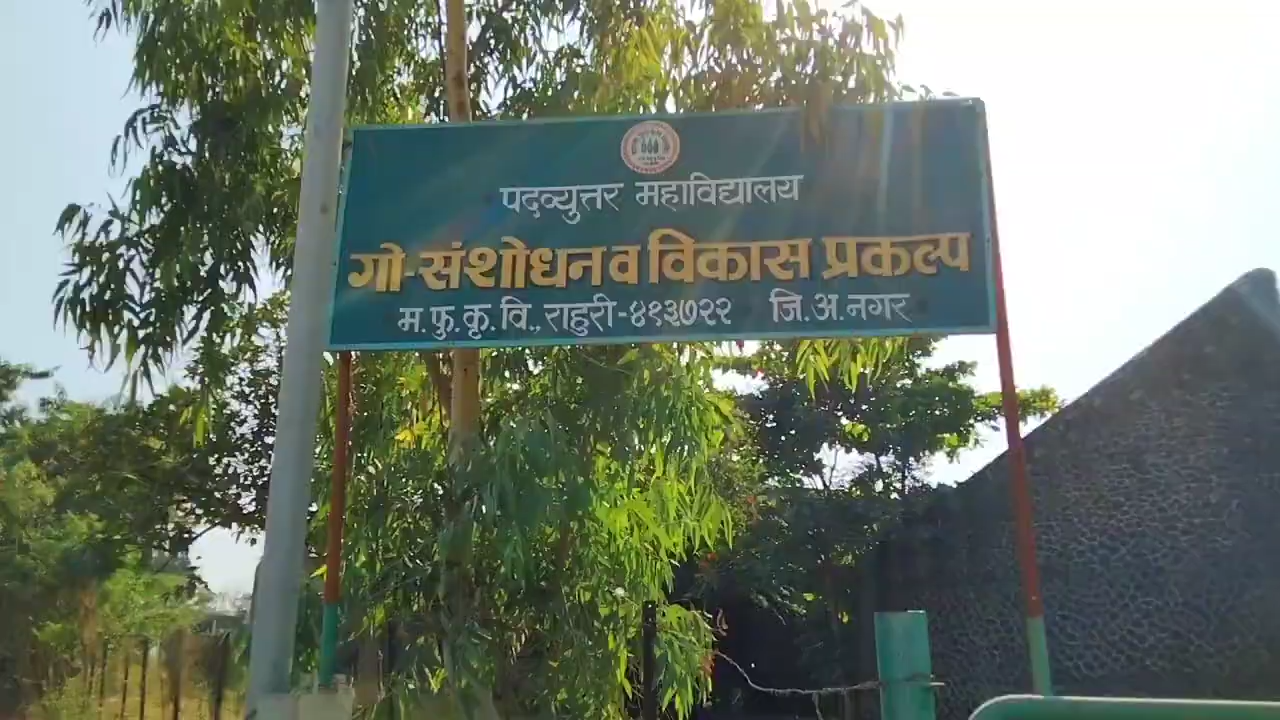 पदव्युत्तर महाविद्यालय
गो-संशोधन व विकास प्रकल्प
म. फु. कृ. वि., राहुरी-४१३७२२ जि. अ. नगर